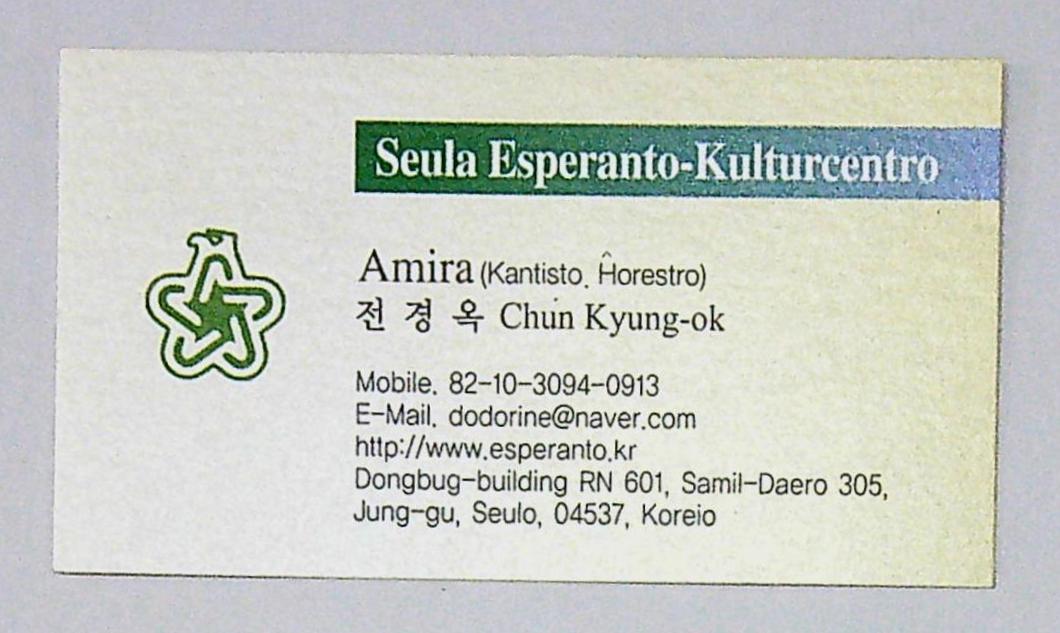 Seula Esperanto-Kulturcentro
Amira (Kantisto, Ĥorestro)
전 경 옥 Chun Kyung-ok
Mobile. 82-10-3094-0913
E-Mail. dodorine@naver.com
http://www.esperanto.kr
Dongbug-building RN 601, Samil-Daero 305,
Jung-gu, Seulo, 04537, Koreio